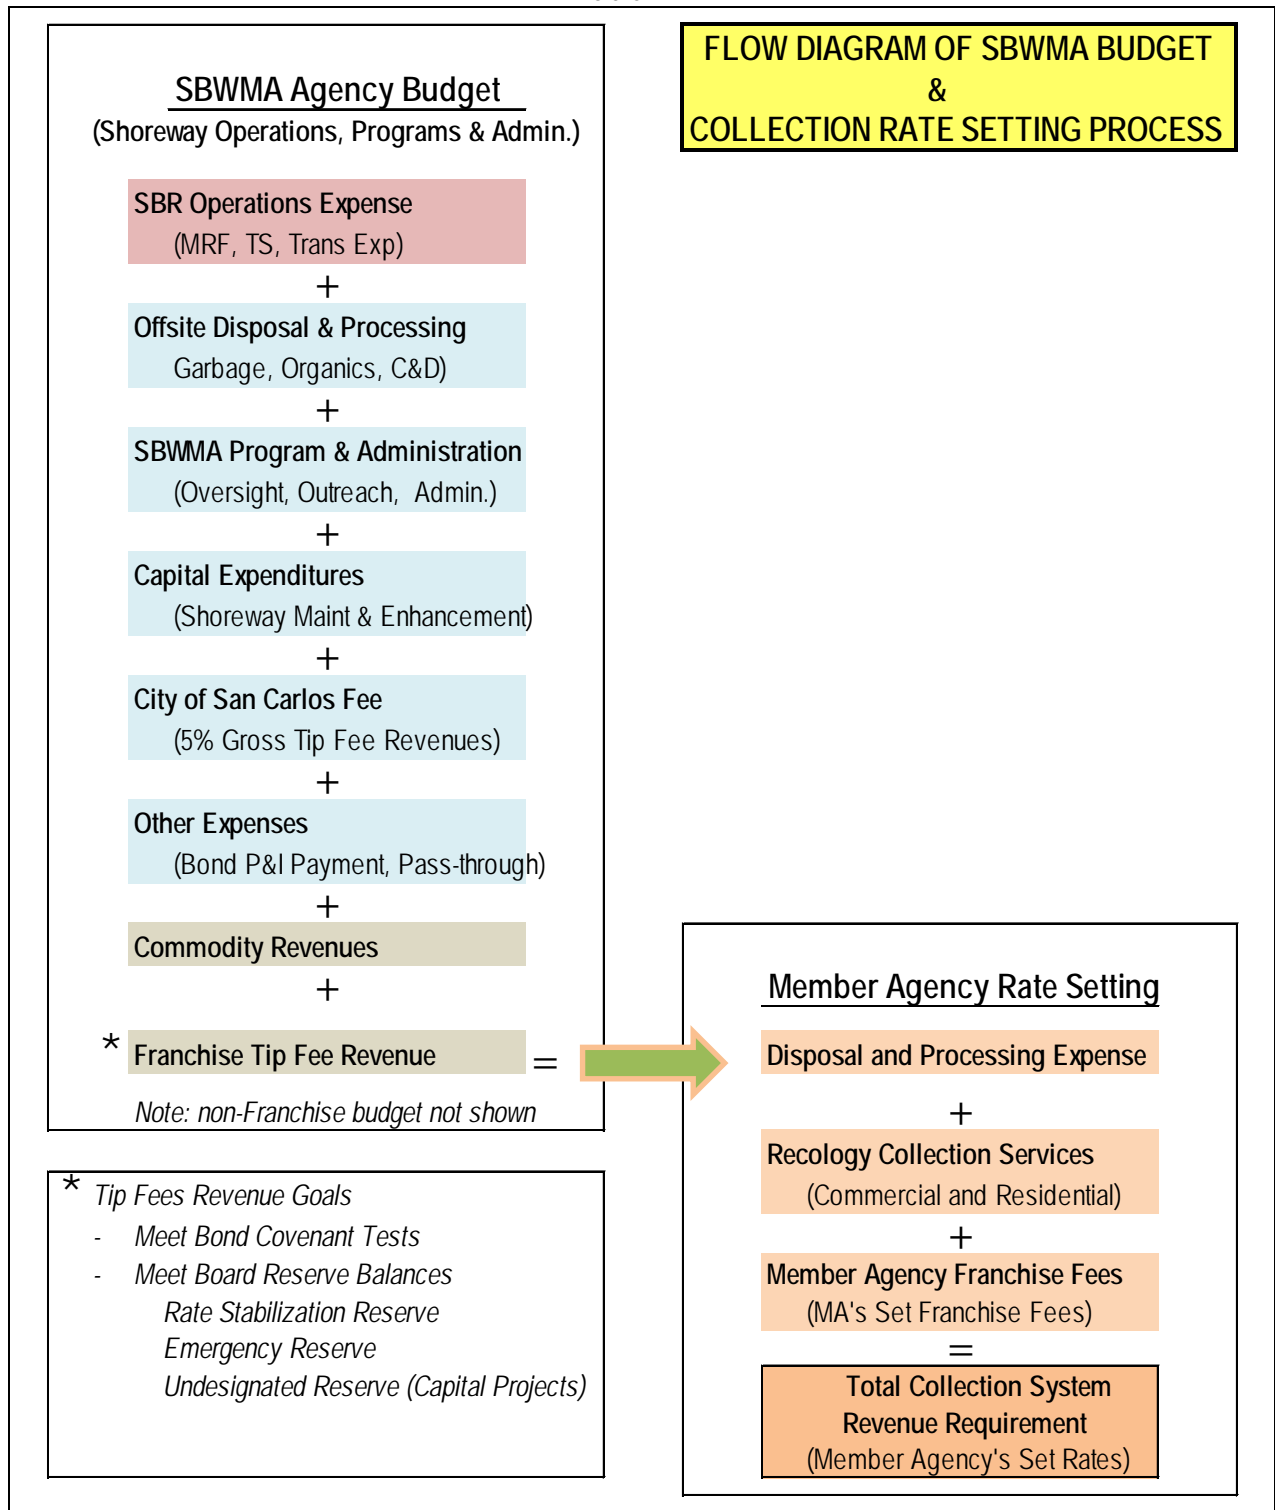 FLOW DIAGRAM OF SBWMA BUDGET
&
COLLECTION RATE SETTING PROCESS
SBWMA Agency Budget
(Shoreway Operations, Programs & Admin.)
SBR Operations Expense
(MRF, TS, Trans Exp)
+
Offsite Disposal & Processing
Garbage, Organics, C&D)
+
SBWMA Program & Administration
(Oversight, Outreach, Admin.)
+
Capital Expenditures
(Shoreway Maint & Enhancement)
+
City of San Carlos Fee
(5% Gross Tip Fee Revenues)
+
Other Expenses
(Bond P&I Payment, Pass-through)
+
Commodity Revenues
+
* Franchise Tip Fee Revenue =
Note: non-Franchise budget not shown
* Tip Fees Revenue Goals
- Meet Bond Covenant Tests
- Meet Board Reserve Balances
Rate Stabilization Reserve
Emergency Reserve
Undesignated Reserve (Capital Projects)
Member Agency Rate Setting
Disposal and Processing Expense
+
Recology Collection Services
(Commercial and Residential)
+
Member Agency Franchise Fees
(MA's Set Franchise Fees)
=
Total Collection System
Revenue Requirement
(Member Agency's Set Rates)